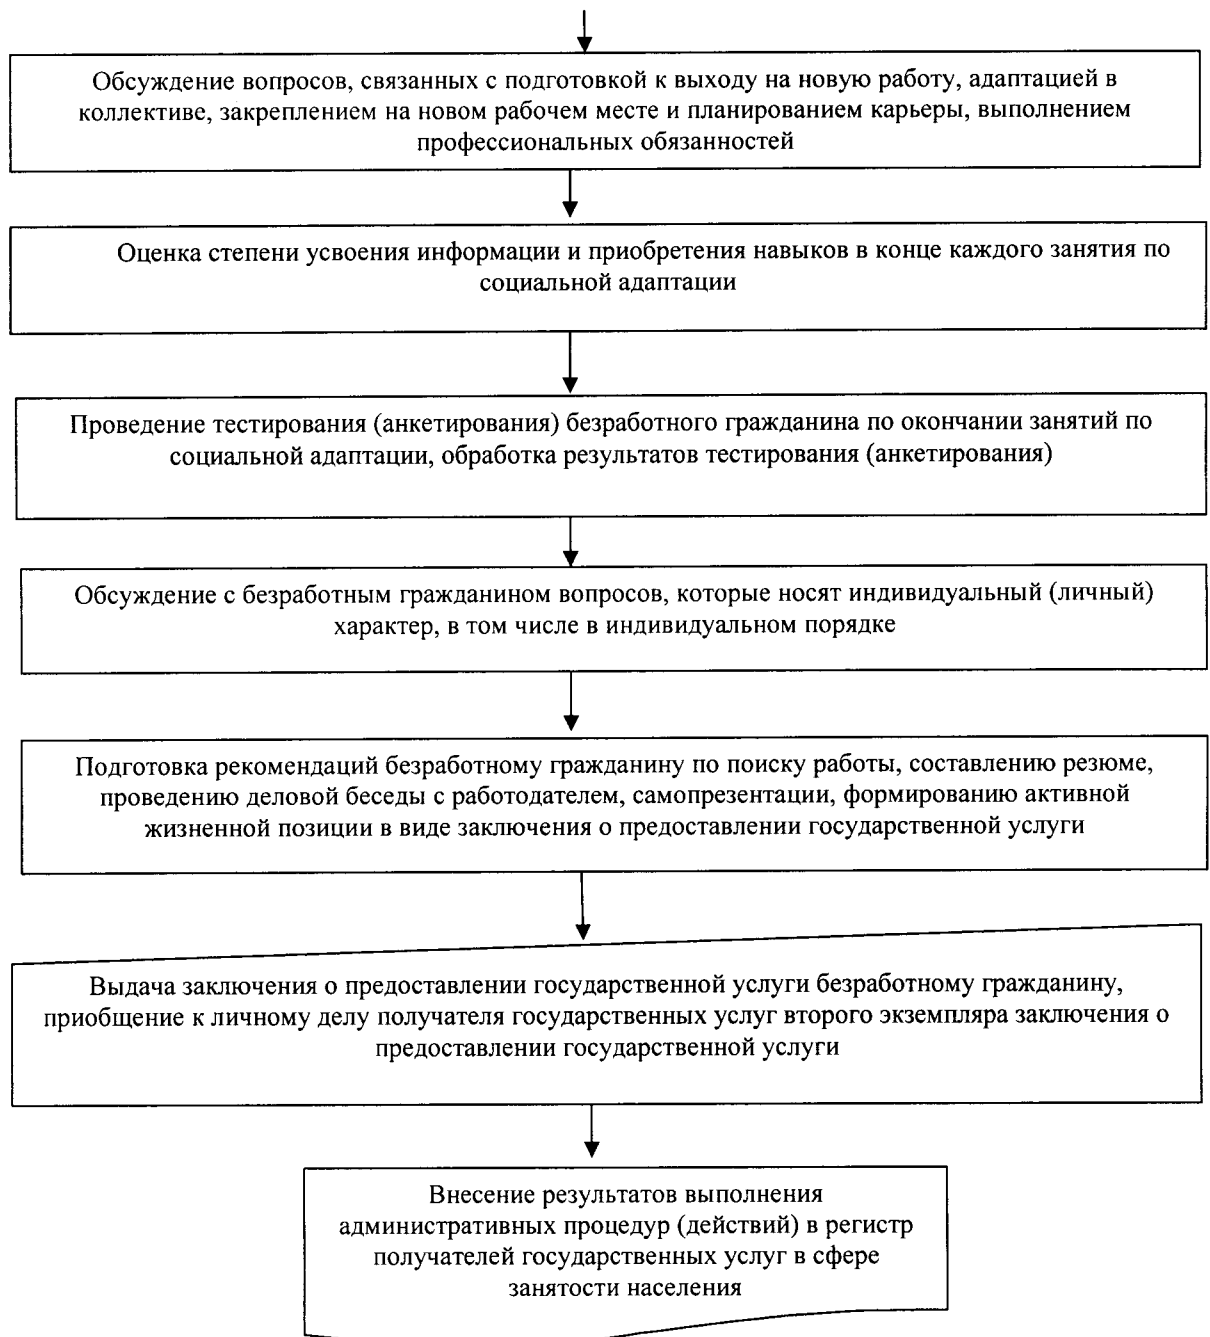 Обсуждение вопросов, связанных с подготовкой к выходу на новую работу, адаптацией в
коллективе, закреплением на новом рабочем месте и планированием карьеры, выполнением
профессиональных обязанностей
Оценка степени усвоения информации и приобретения навыков в конце каждого занятия по
социальной адаптации
Проведение тестирования (анкетирования) безработного гражданина по окончании занятий по
социальной адаптации, обработка результатов тестирования (анкетирования)
Обсуждение с безработным гражданином вопросов, которые носят индивидуальный (личный)
характер, в том числе в индивидуальном порядке
Подготовка рекомендаций безработному гражданину по поиску работы, составлению резюме,
проведению деловой беседы с работодателем, самопрезентации, формированию активной
жизненной позиции в виде заключения о предоставлении государственной услуги
Выдача заключения о предоставлении государственной услуги безработному гражданину,
приобщение к личному делу получателя государственных услуг второго экземпляра заключения о
предоставлении государственной услуги
Внесение результатов выполнения
административных процедур (действий) в регистр
получателей государственных услуг в сфере
занятости населения